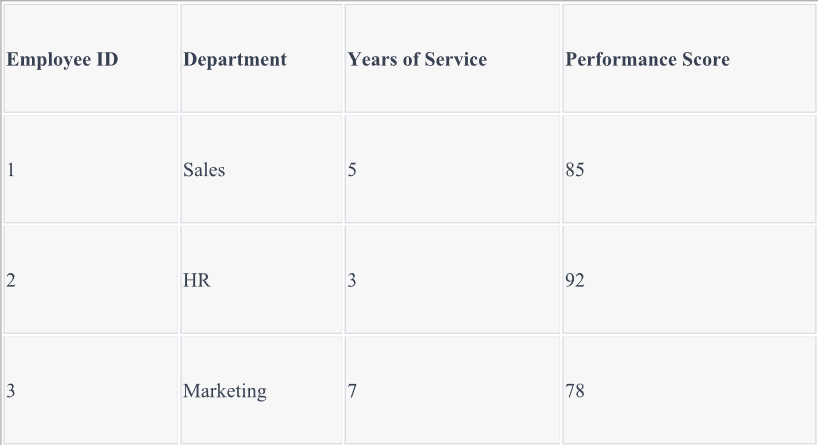 Employee ID Department Years of Service Performance Score
1 Sales 5 85
2 HR 3 92
3 Marketing 7 78